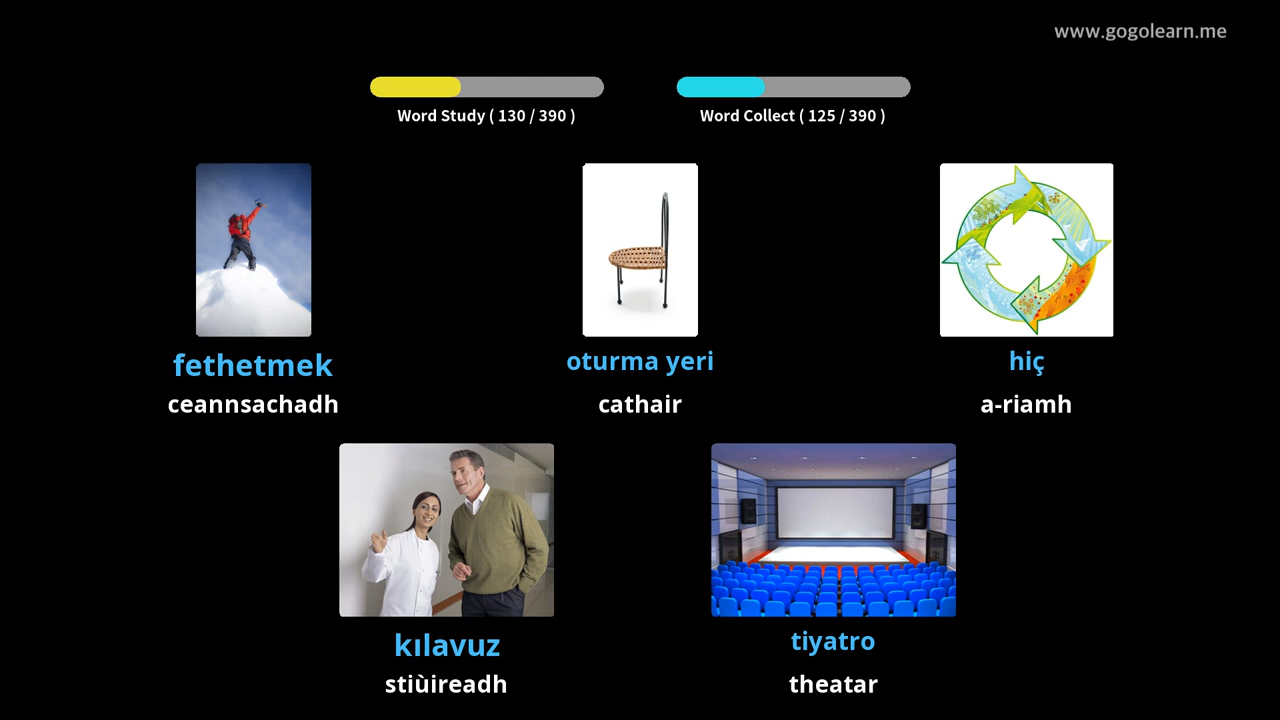 www.gogolearn.me
Word Study ( 130 / 390 )
Word Collect ( 125 / 390 )
fethetmek
ceannsachadh
oturma yeri
cathair
hiç
a-riamh
kılavuz
stiùireadh
tiyatro
theatar